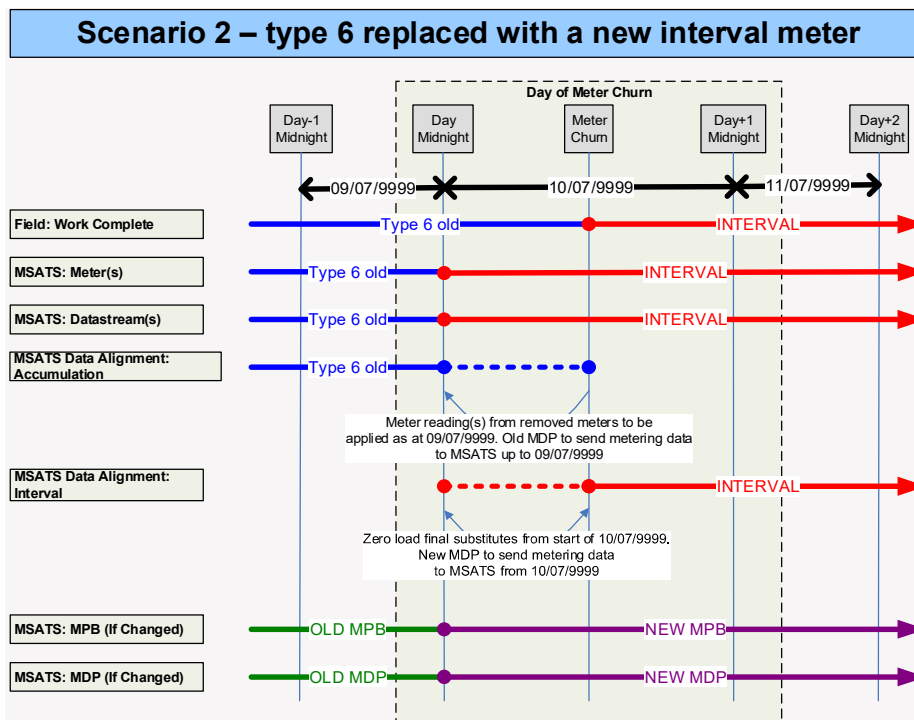 Scenario 2 – type 6 replaced with a new interval meter
Day of Meter Churn
Day-1
Midnight
Day
Midnight
Meter
Churn
Day+1
Midnight
Day+2
Midnight
09/07/9999
10/07/9999
11/07/9999
Field: Work Complete
Type 6 old
INTERVAL
MSATS: Meter(s)
Type 6 old
INTERVAL
MSATS: Datastream(s)
Type 6 old
INTERVAL
MSATS Data Alignment:
Accumulation
Type 6 old
Meter reading(s) from removed meters to be
applied as at 09/07/9999. Old MDP to send metering data
to MSATS up to 09/07/9999
MSATS Data Alignment:
Interval
INTERVAL
Zero load final substitutes from start of 10/07/9999.
New MDP to send metering data
to MSATS from 10/07/9999
MSATS: MPB (If Changed)
OLD MPB
NEW MPB
MSATS: MDP (If Changed)
OLD MDP
NEW MDP